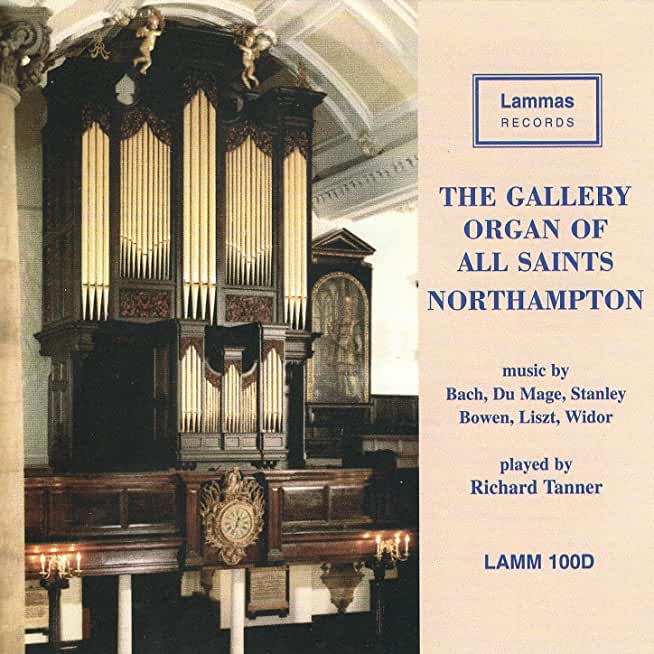 Lammas
RECORDS
THE GALLERY
ORGAN OF
ALL SAINTS
NORTHAMPTON
music by
Bach, Du Mage, Stanley
Bowen, Liszt, Widor
played by
Richard Tanner
LAMM 100D